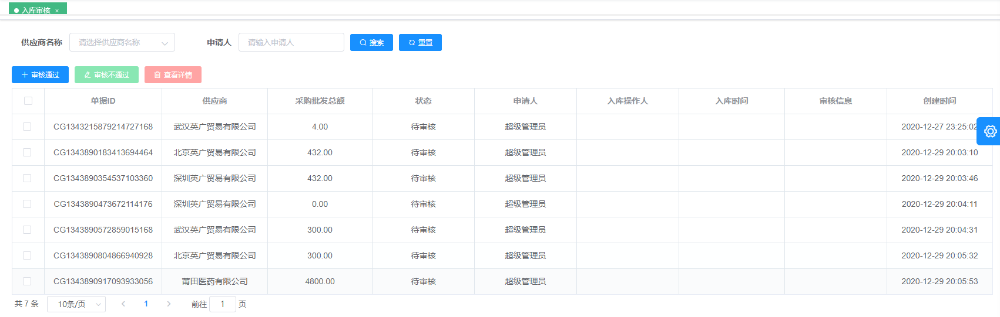 入库审核 ×
供应商名称 请选择供应商名称 申请人 请输入申请人 搜索 重置
审核通过 审核不通过 查看详情
单据ID 供应商 采购批发总额 状态 申请人 入库操作人 入库时间 审核信息 创建时间
CG1343215879214727168 武汉英广贸易有限公司 4.00 待审核 超级管理员 2020-12-27 23:25:02
CG1343890183413694464 北京英广贸易有限公司 432.00 待审核 超级管理员 2020-12-29 20:03:10
CG1343890354537103360 深圳英广贸易有限公司 432.00 待审核 超级管理员 2020-12-29 20:03:46
CG1343890473672114176 深圳英广贸易有限公司 0.00 待审核 超级管理员 2020-12-29 20:04:11
CG1343890572859015168 武汉英广贸易有限公司 300.00 待审核 超级管理员 2020-12-29 20:04:31
CG1343890804866940928 北京英广贸易有限公司 300.00 待审核 超级管理员 2020-12-29 20:05:32
CG1343890917093933056 莆田医药有限公司 4800.00 待审核 超级管理员 2020-12-29 20:05:53
共 7 条 10条/页 1 前往 1 页